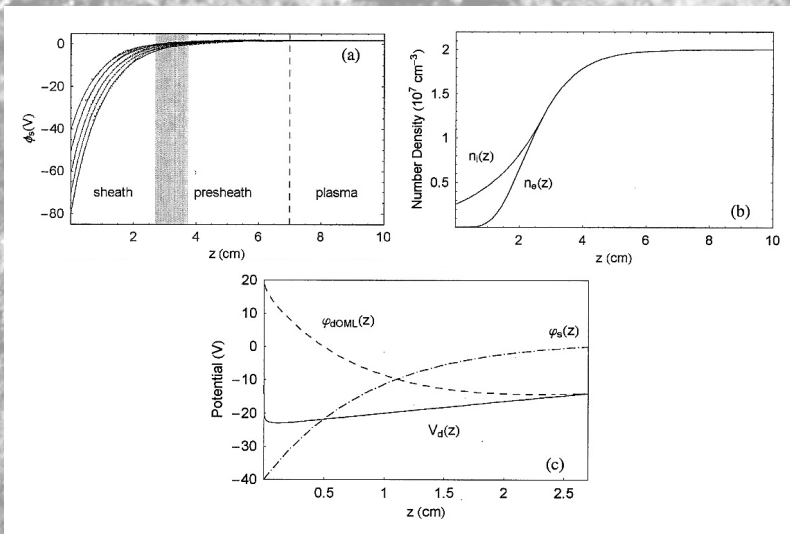 (a)
0
−20
−40
−60
−80
ϕs(V)
sheath
presheath
plasma
0
2
4
6
8
10
z (cm)
(b)
2
1.5
1
0.5
Number Density (10⁷ cm⁻³)
ni(z)
ne(z)
2
4
6
8
10
z (cm)
20
10
0
−10
−20
−30
−40
Potential (V)
φdOML(z)
φs(z)
Vd(z)
(c)
0.5
1
1.5
2
2.5
z (cm)